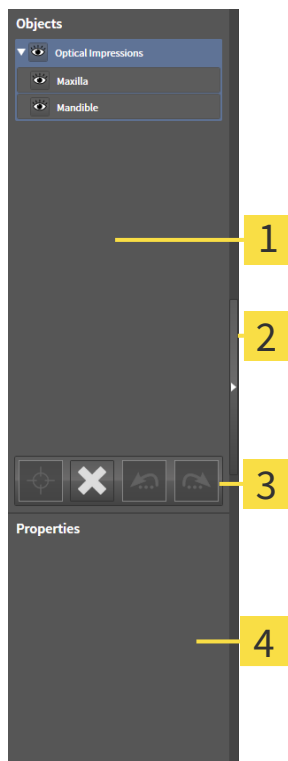 Objects
Optical Impressions
Maxilla
Mandible
1
2
3
Properties
4